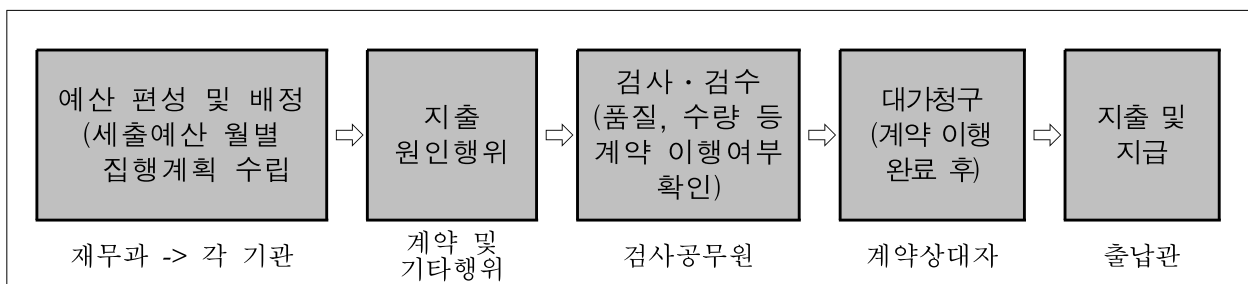 예산 편성 및 배정
(세출예산 월별
집행계획 수립
지출
원인행위
검사・검수
(품질, 수량 등
계약 이행여부
확인)
대가청구
(계약 이행
완료 후)
지출 및
지급
재무과 -> 각 기관
계약 및
기타행위
검사공무원
계약상대자
출납관